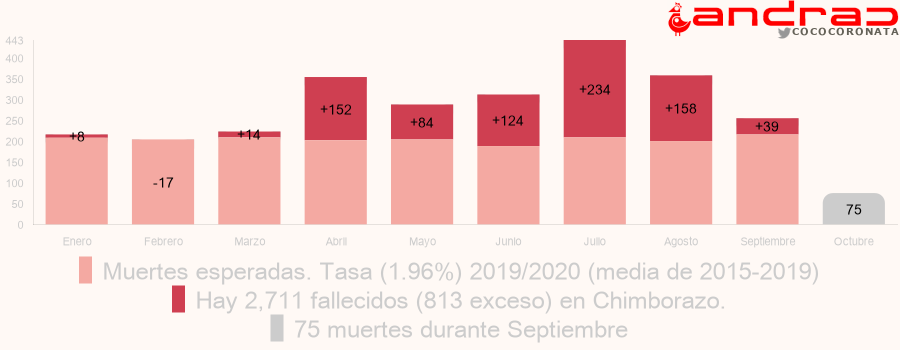 andrac
COCOCORONATA
443
400
350
300
250
200
150
100
50
0
+8
-17
+14
+152
+84
+124
+234
+158
+39
75
Enero
Febrero
Marzo
Abril
Mayo
Junio
Julio
Agosto
Septiembre
Octubre
Muertes esperadas. Tasa (1.96%) 2019/2020 (media de 2015-2019)
Hay 2,711 fallecidos (813 exceso) en Chimborazo.
75 muertes durante Septiembre